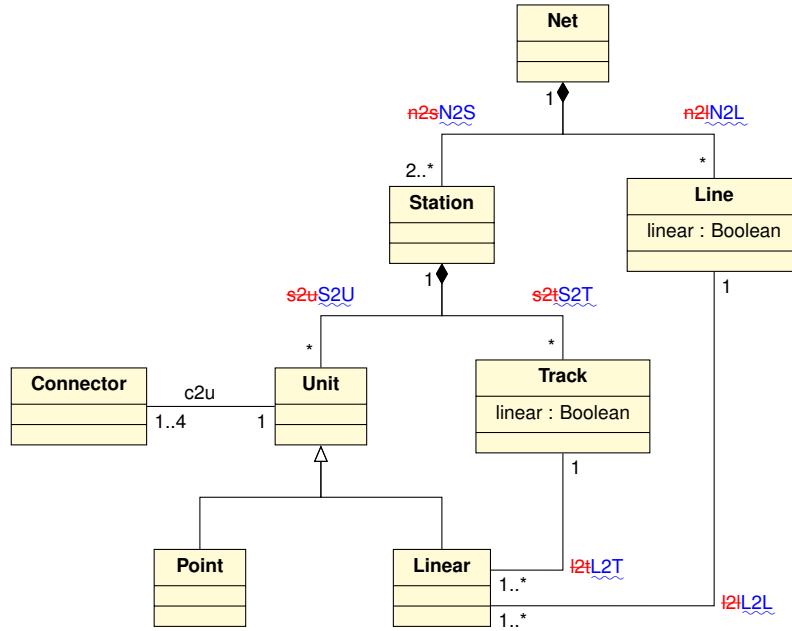 Net
1
n2sN2S
n2lN2L
2..*
*
Station
Line
linear : Boolean
1
1
s2uS2U
s2tS2T
*
*
Connector
c2u
Unit
Track
1..4
1
linear : Boolean
1
Point
Linear
l2tL2T
1..*
l2lL2L
1..*